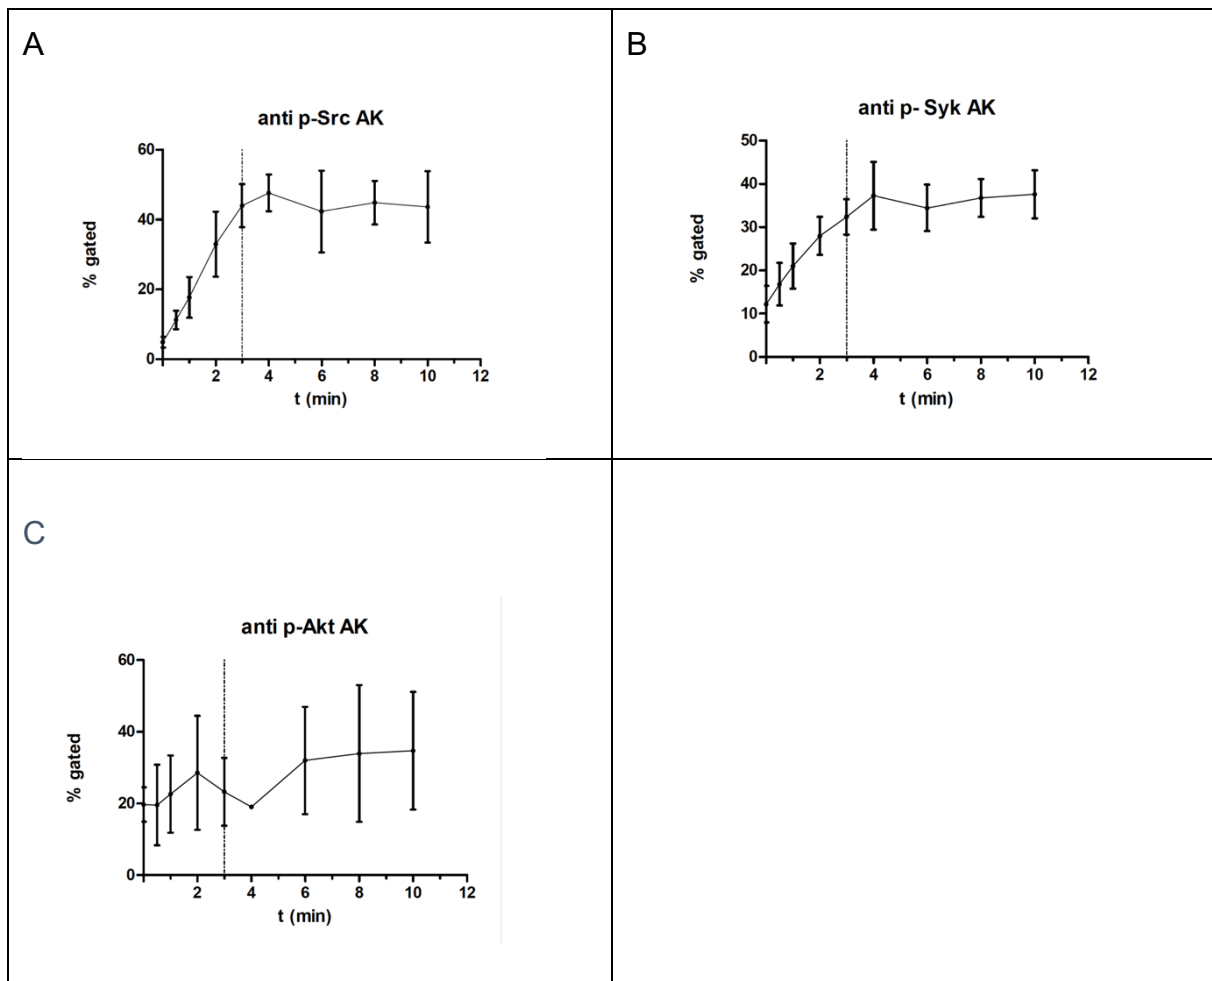 A
anti p-Src AK
60
40
20
0
% gated
2 4 6 8 10 12
t (min)
B
anti p- Syk AK
50
40
30
20
10
0
% gated
2 4 6 8 10 12
t (min)
C
anti p-Akt AK
60
40
20
0
% gated
2 4 6 8 10 12
t (min)